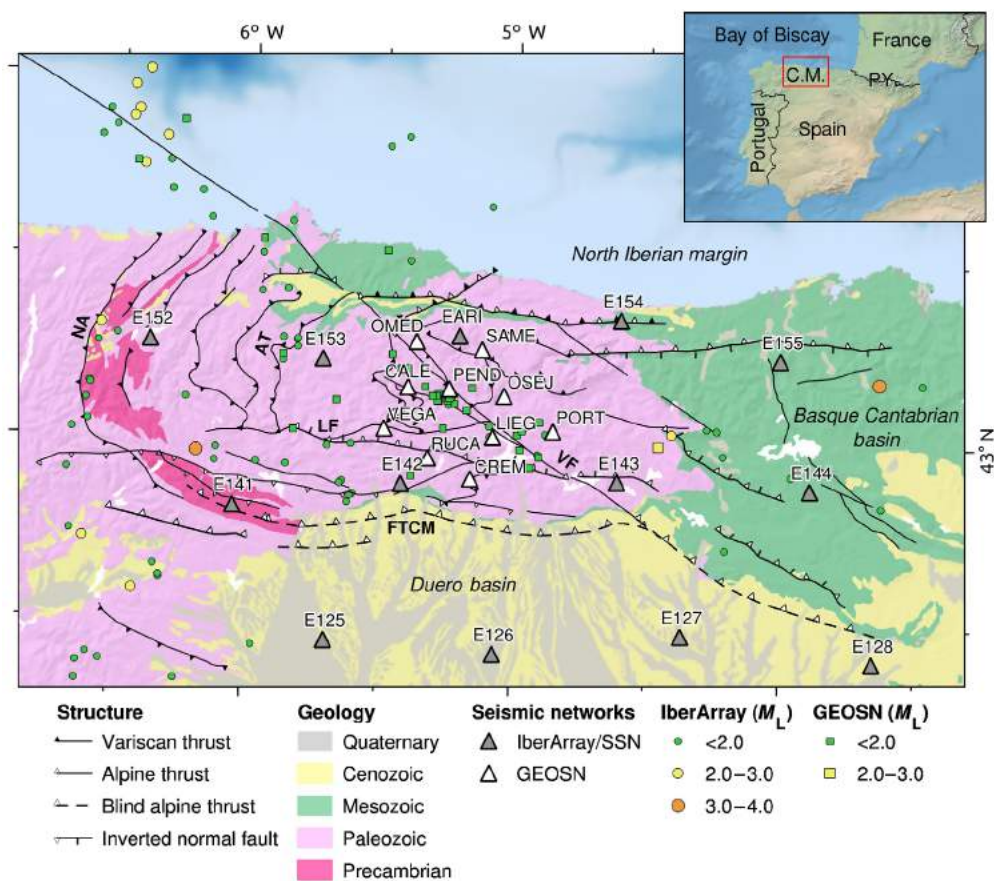 6° W
5° W
Bay of Biscay
France
C.M.
PY.
Portugal
Spain
North Iberian margin
E154
E152
NA
AT
E153
OMED
EARI
SAME
E155
CALE
PEND
OSEJ
VEGA
LIEG
PORT
Basque Cantabrian
basin
LF
RUCA
VF
43° N
E142
CREM
E143
E144
E141
FTCM
Duero basin
E125
E126
E127
E128
Structure
Variscan thrust
Alpine thrust
Blind alpine thrust
Inverted normal fault
Geology
Quaternary
Cenozoic
Mesozoic
Paleozoic
Precambrian
Seismic networks
IberArray/SSN
GEOSN
IberArray (ML)
<2.0
2.0–3.0
3.0–4.0
GEOSN (ML)
<2.0
2.0–3.0